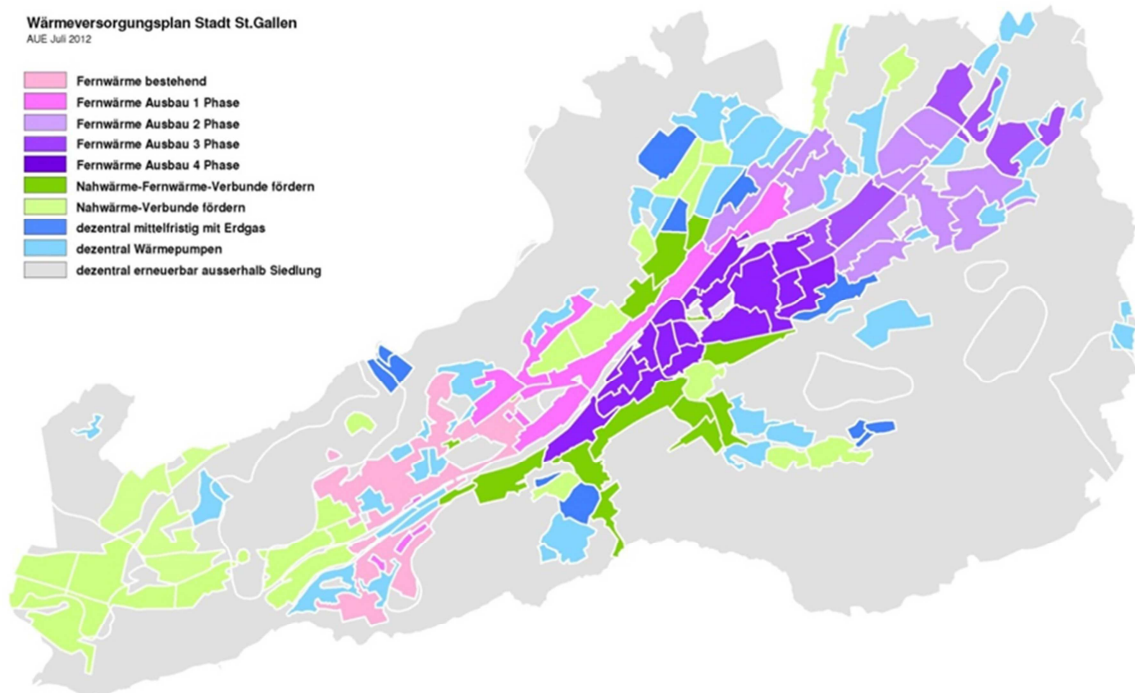 Wärmeversorgungsplan Stadt St.Gallen
AUE Juli 2012
Fernwärme bestehend
Fernwärme Ausbau 1 Phase
Fernwärme Ausbau 2 Phase
Fernwärme Ausbau 3 Phase
Fernwärme Ausbau 4 Phase
Nahwärme-Fernwärme-Verbunde fördern
Nahwärme-Verbunde fördern
dezentral mittelfristig mit Erdgas
dezentral Wärmepumpen
dezentral erneuerbar ausserhalb Siedlung